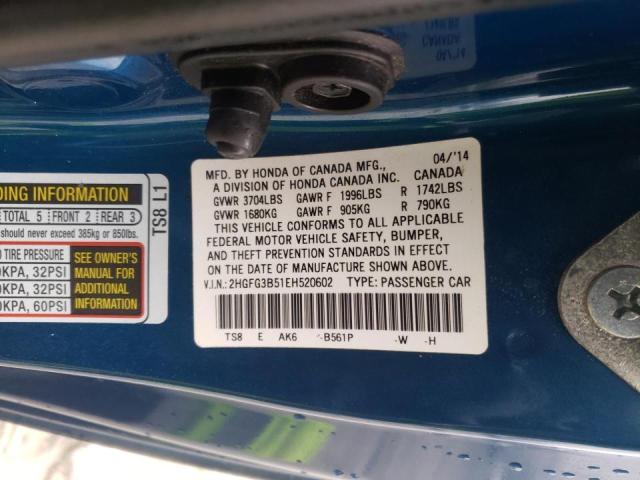 MFD. BY HONDA OF CANADA MFG., 04/'14
A DIVISION OF HONDA CANADA INC. CANADA
GVWR 3704LBS GAWR F 1996LBS R 1742LBS
GVWR 1680KG GAWR F 905KG R 790KG
THIS VEHICLE CONFORMS TO ALL APPLICABLE
FEDERAL MOTOR VEHICLE SAFETY, BUMPER,
AND THEFT PREVENTION STANDARDS IN EFFECT
ON THE DATE OF MANUFACTURE SHOWN ABOVE.
V.I.N.: 2HGFG3B51EH520602 TYPE: PASSENGER CAR
TS8 E AK6 -B561P -W -H
DING INFORMATION
TOTAL 5 FRONT 2 REAR 3
should never exceed 385kg or 850lbs.
TS8 L1
TIRE PRESSURE
KPA, 32PSI
KPA, 32PSI
KPA, 60PSI
SEE OWNER'S
MANUAL FOR
ADDITIONAL
INFORMATION